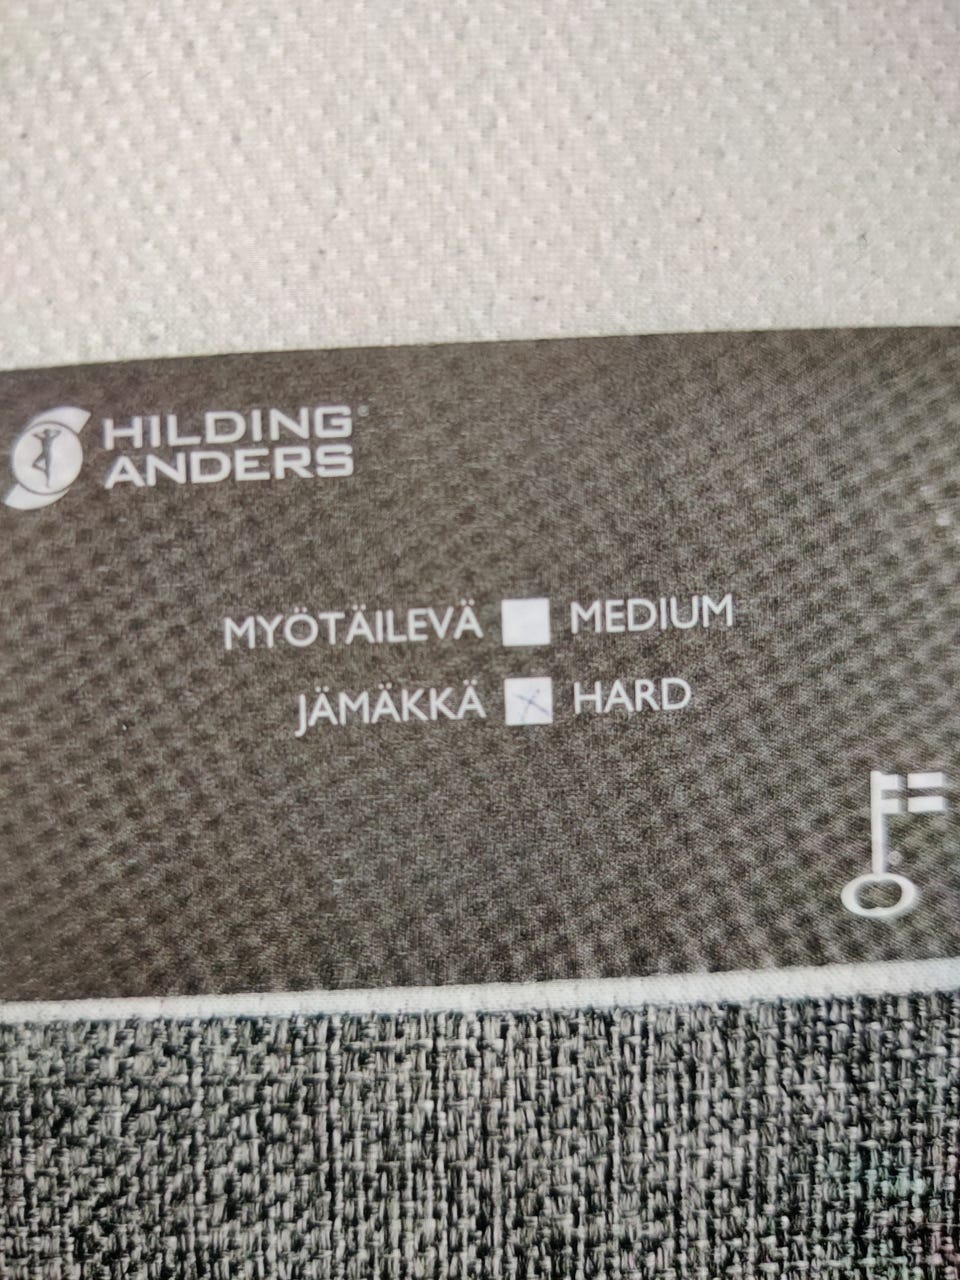 HILDING®
ANDERS
MYÖTÄILEVÄ MEDIUM
JÄMÄKKÄ HARD